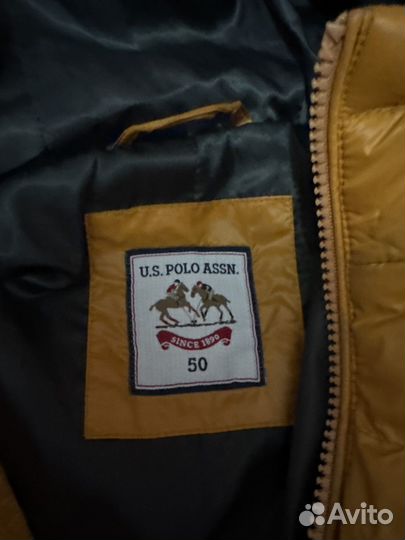 U.S. POLO ASSN.
SINCE 1890
50
Avito